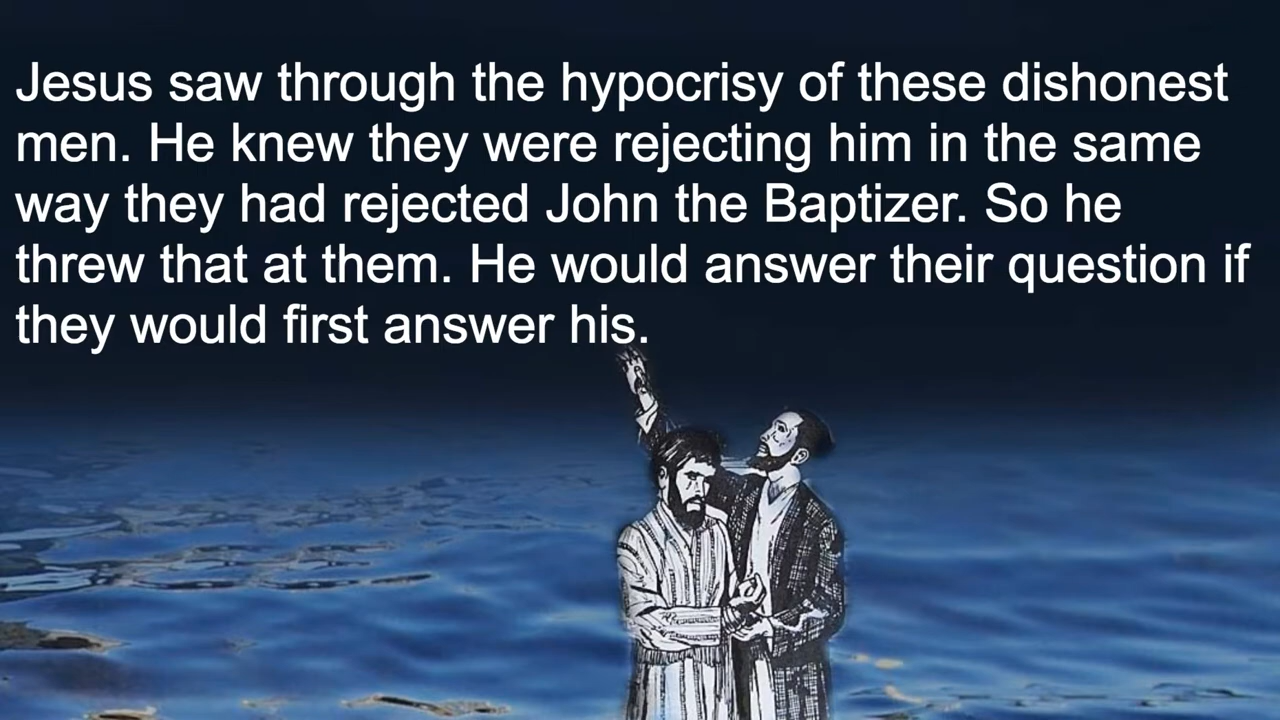 Jesus saw through the hypocrisy of these dishonest
men. He knew they were rejecting him in the same
way they had rejected John the Baptizer. So he
threw that at them. He would answer their question if
they would first answer his.